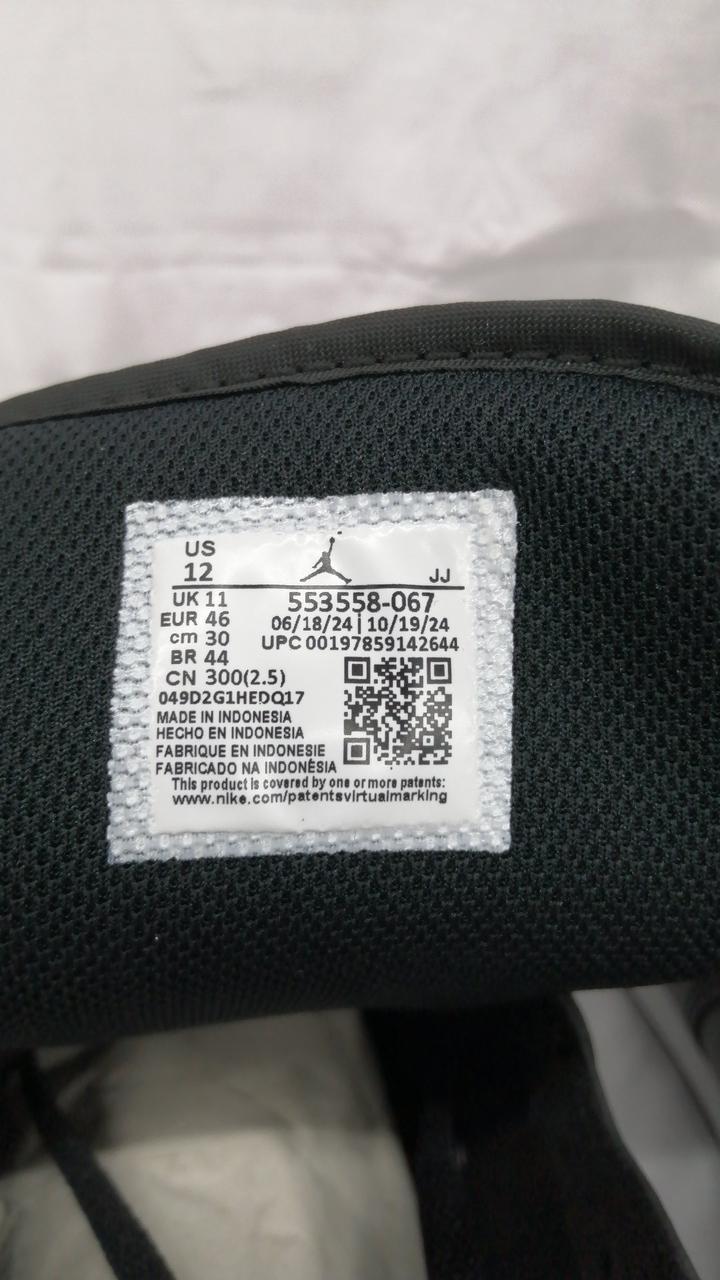 US
12
JJ
UK 11
553558-067
EUR 46
06/18/24 | 10/19/24
cm 30
UPC 00197859142644
BR 44
CN 300(2.5)
049D2G1HEDQ17
MADE IN INDONESIA
HECHO EN INDONESIA
FABRIQUE EN INDONESIE
FABRICADO NA INDONÉSIA
This product is covered by one or more patents:
www.nike.com/patentsvirtualmarking